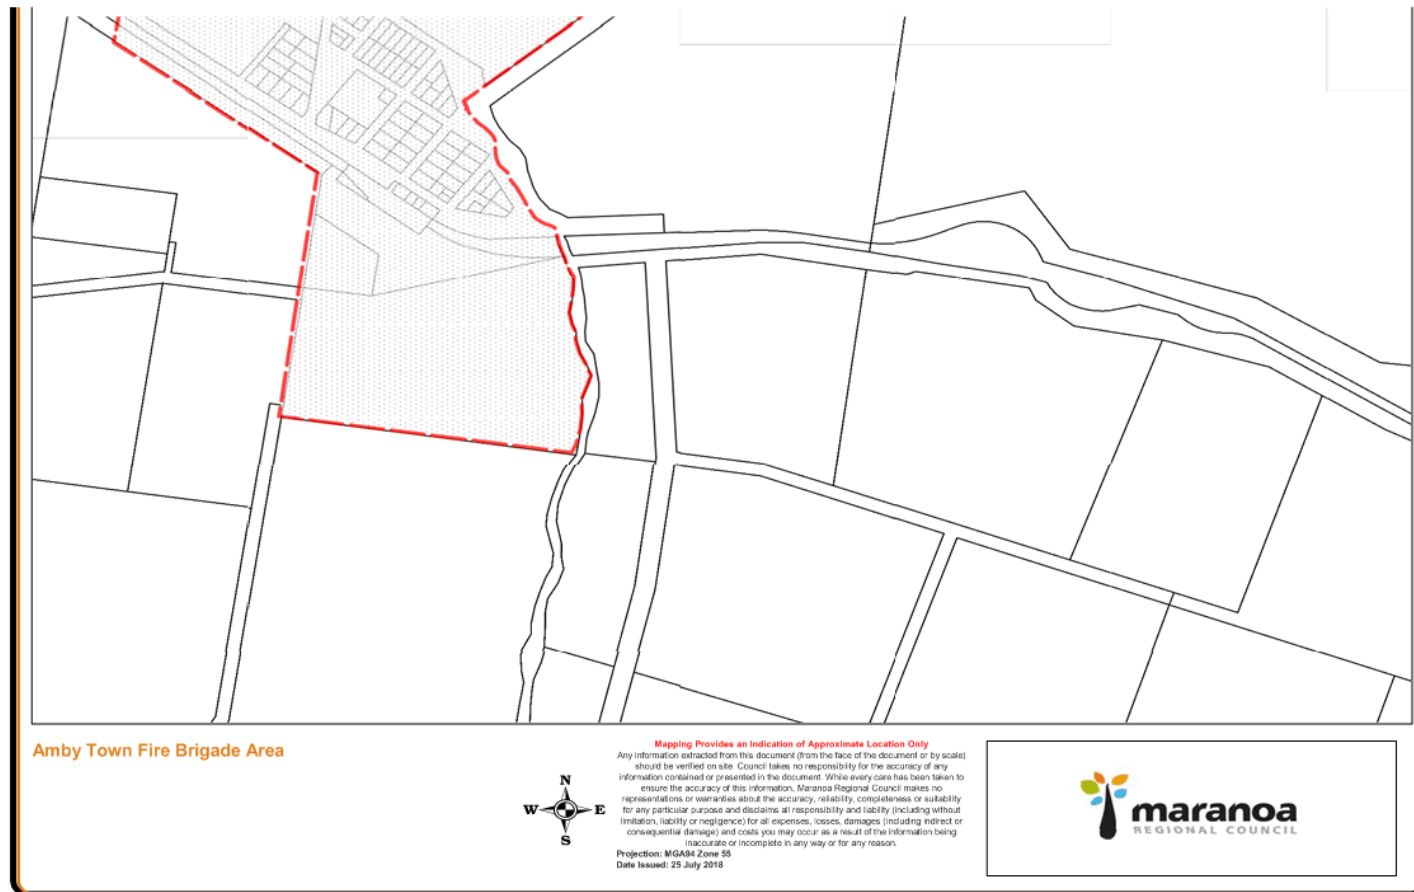 Amby Town Fire Brigade Area
N
W E
S
Mapping Provides an Indication of Approximate Location Only
Any information extracted from this document (from the face of the document or by scale)
should be verified on site. Council takes no responsibility for the accuracy of any
information contained or presented in the document. While every care has been taken to
ensure the accuracy of this information, Maranoa Regional Council makes no
representations or warranties about the accuracy, reliability, completeness or suitability
for any particular purpose and disclaims all responsibility and liability (including without
limitation, liability or negligence) for all expenses, losses, damages (including indirect or
consequential damage) and costs you may occur as a result of the information being
inaccurate or incomplete in any way or for any reason.
Projection: MGA94 Zone 55
Date Issued: 25 July 2018
maranoa
REGIONAL COUNCIL